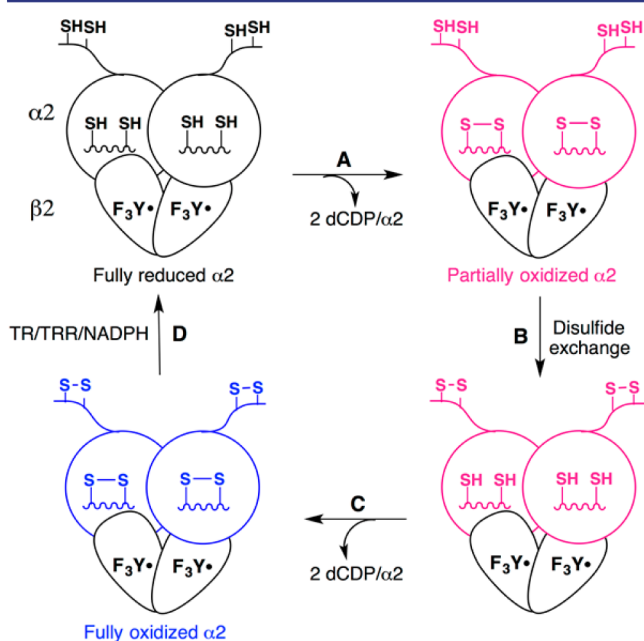 SHSH SHSH SHSH SHSH
α2 SH SH SH SH A S–S S–S
β2 F₃Y• F₃Y• 2 dCDP/α2 F₃Y• F₃Y•
Fully reduced α2 Partially oxidized α2
TR/TRR/NADPH D B Disulfide
exchange
S-S S-S S-S S-S
S–S S–S C SH SH SH SH
F₃Y• F₃Y• 2 dCDP/α2 F₃Y• F₃Y•
Fully oxidized α2